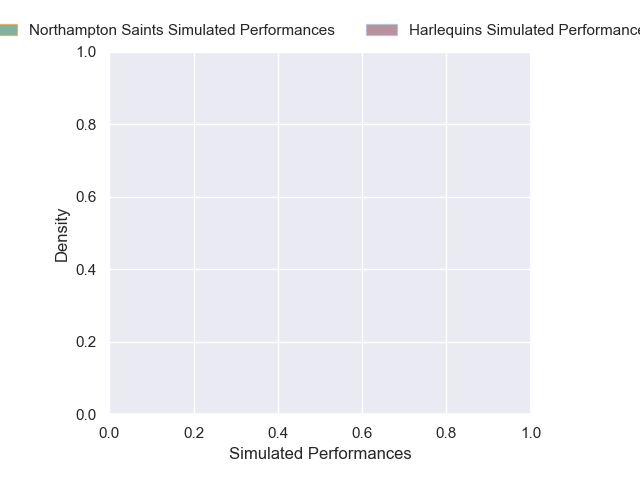 Northampton Saints Simulated Performances Harlequins Simulated Performance
1.0
0.8
0.6
0.4
0.2
0.0
Density
0.0 0.2 0.4 0.6 0.8 1.0
Simulated Performances